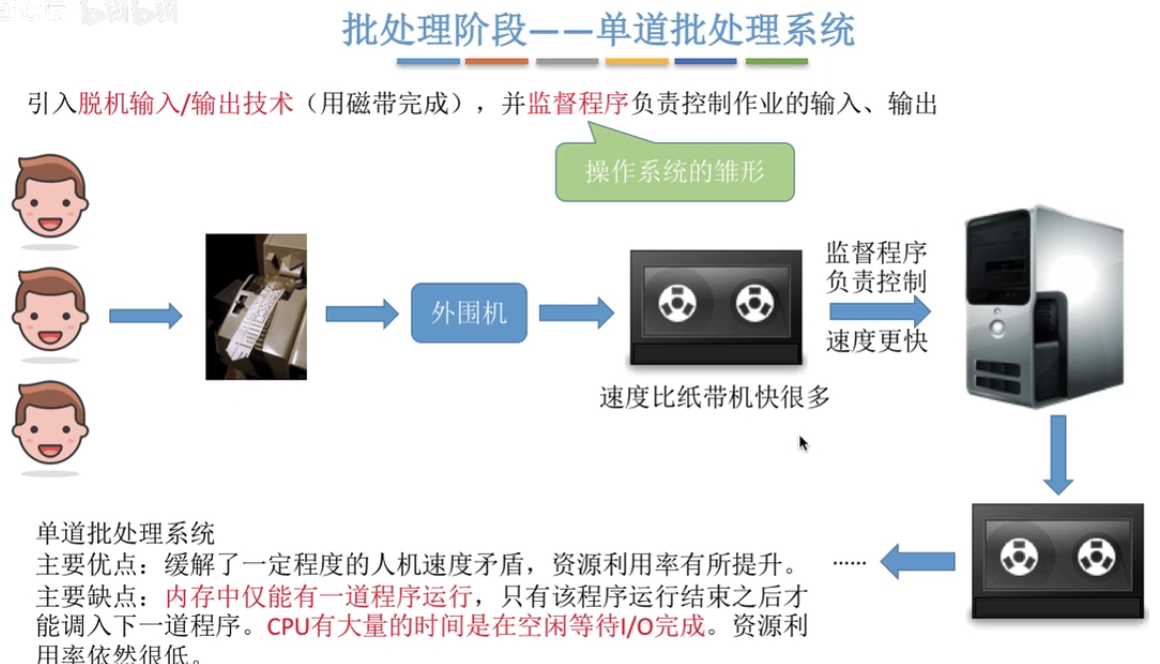 批处理阶段——单道批处理系统
引入脱机输入/输出技术（用磁带完成），并监督程序负责控制作业的输入、输出
操作系统的雏形
外围机
监督程序
负责控制
速度更快
速度比纸带机快很多
......
单道批处理系统
主要优点：缓解了一定程度的人机速度矛盾，资源利用率有所提升。
主要缺点：内存中仅能有一道程序运行，只有该程序运行结束之后才
能调入下一道程序。CPU有大量的时间是在空闲等待I/O完成。资源利
用率依然很低。